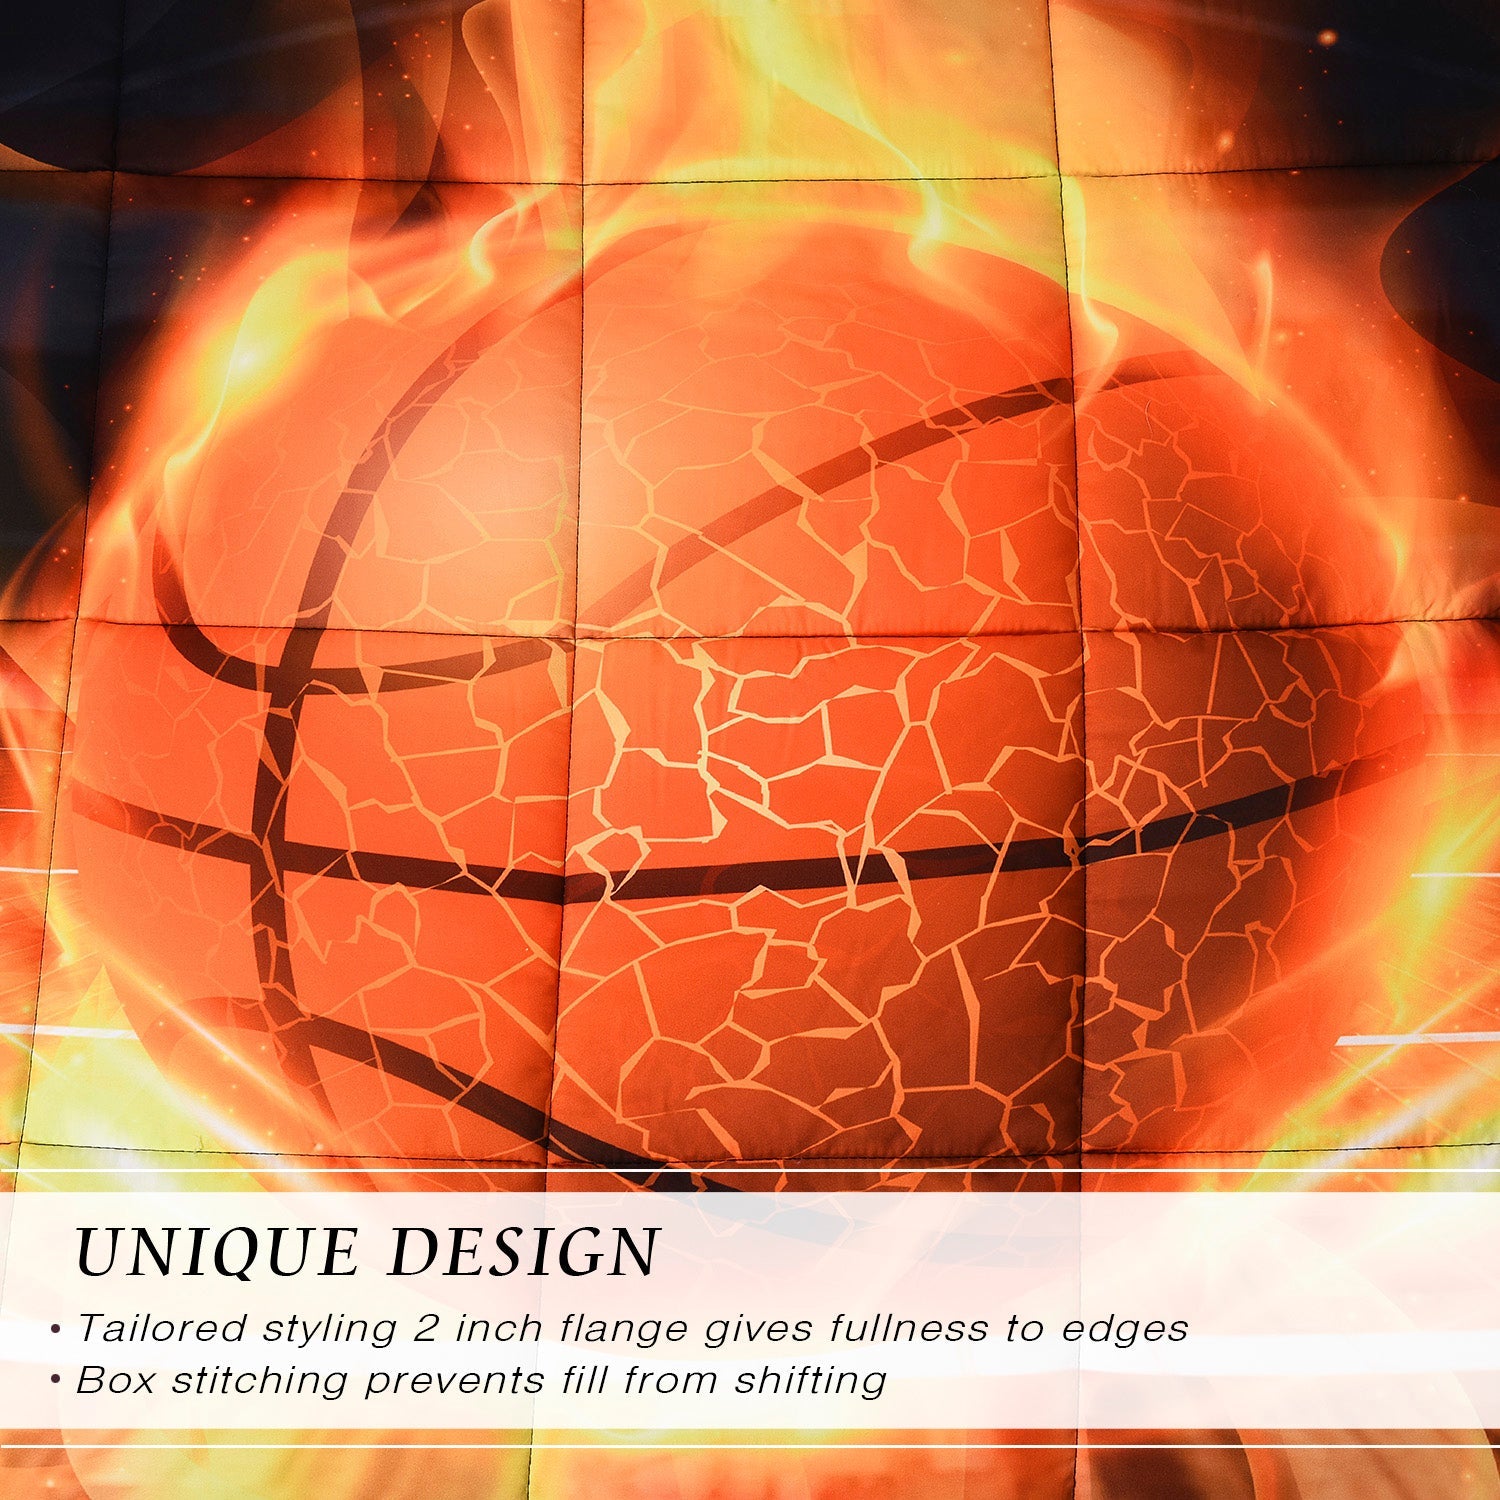 UNIQUE DESIGN
• Tailored styling 2 inch flange gives fullness to edges
• Box stitching prevents fill from shifting